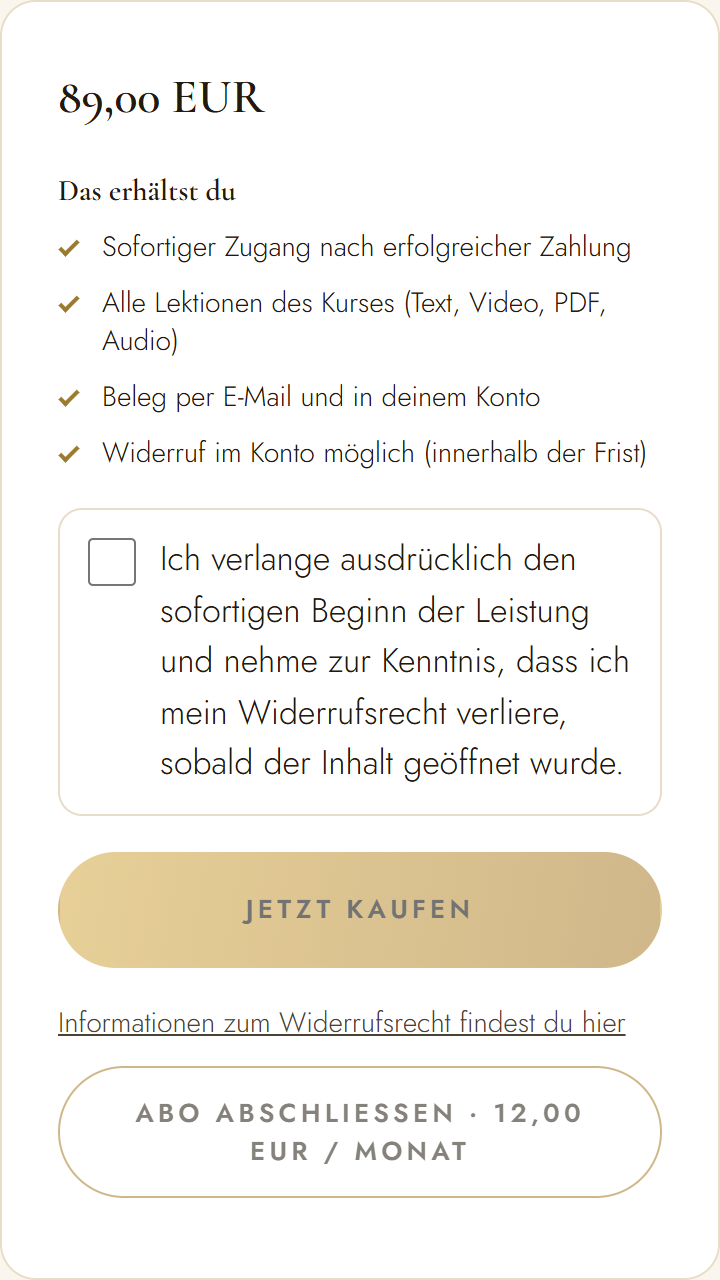 89,00 EUR
Das erhältst du
Sofortiger Zugang nach erfolgreicher Zahlung
Alle Lektionen des Kurses (Text, Video, PDF,
Audio)
Beleg per E-Mail und in deinem Konto
Widerruf im Konto möglich (innerhalb der Frist)
Ich verlange ausdrücklich den
sofortigen Beginn der Leistung
und nehme zur Kenntnis, dass ich
mein Widerrufsrecht verliere,
sobald der Inhalt geöffnet wurde.
JETZT KAUFEN
Informationen zum Widerrufsrecht findest du hier
ABO ABSCHLIESSEN · 12,00
EUR / MONAT